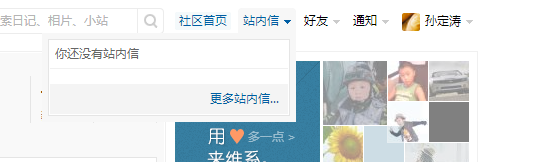 索日记、相片、小站
社区首页 站内信 好友 通知 孙定涛
你还没有站内信
更多站内信...
用 多一点 >
来维系。